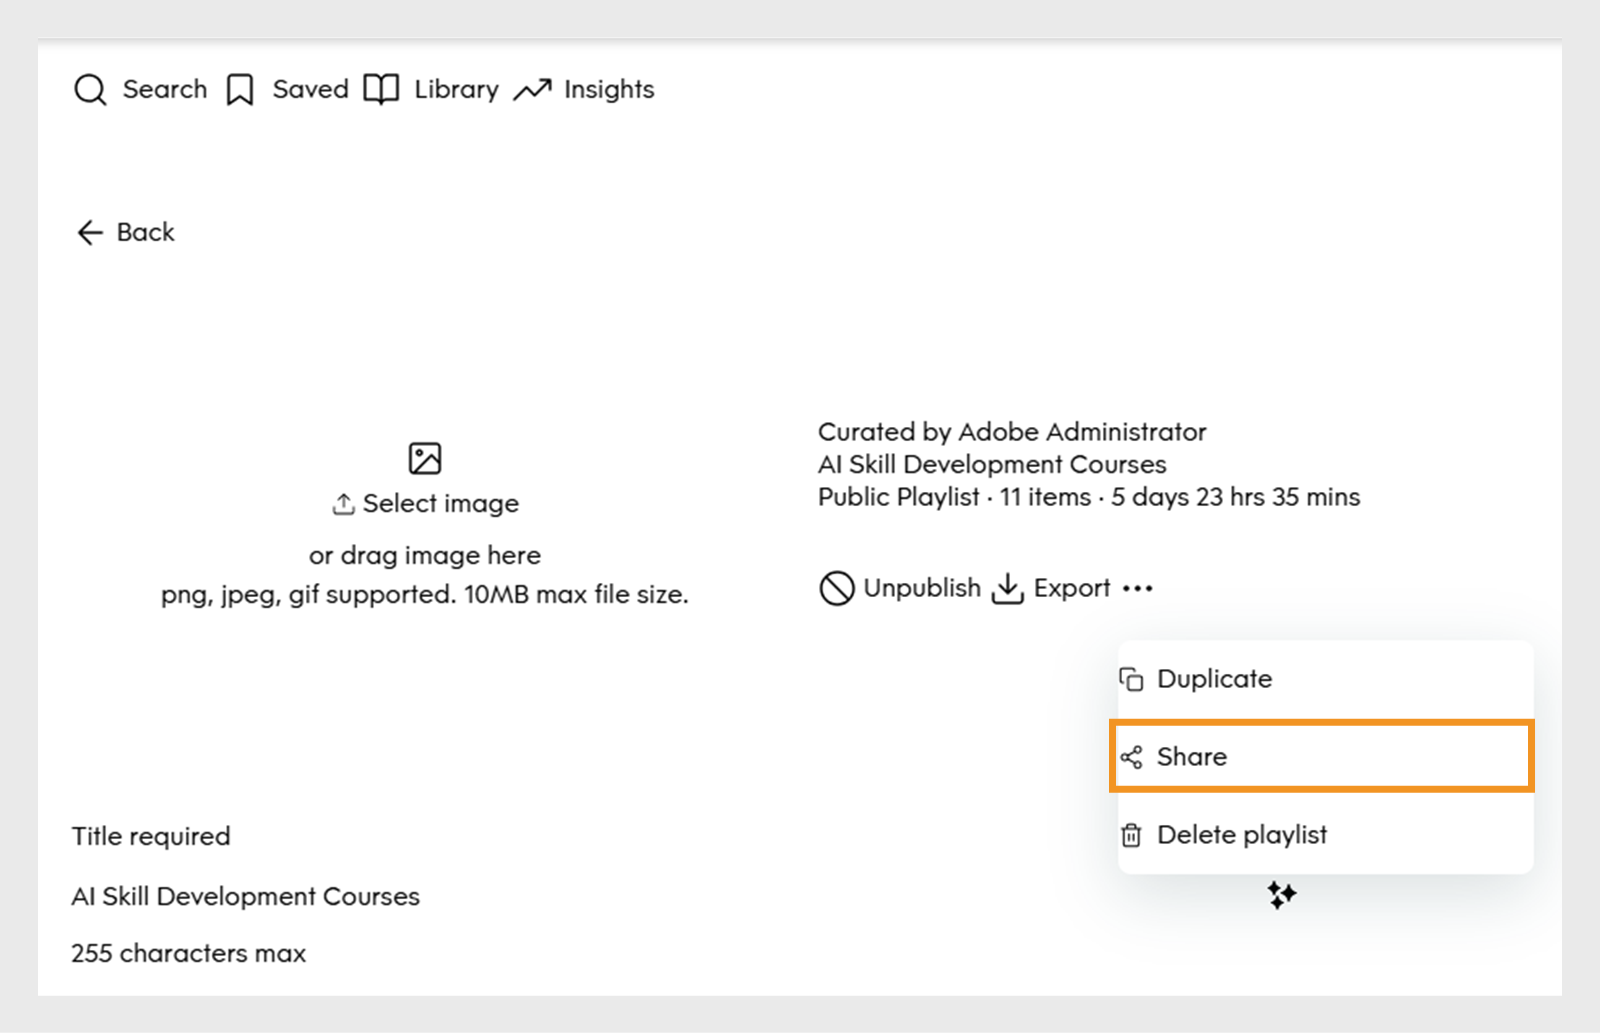 Search Saved Library Insights
Back
Select image
or drag image here
png, jpeg, gif supported. 10MB max file size.
Curated by Adobe Administrator
AI Skill Development Courses
Public Playlist · 11 items · 5 days 23 hrs 35 mins
Unpublish Export ···
Duplicate
Share
Delete playlist
Title required
AI Skill Development Courses
255 characters max